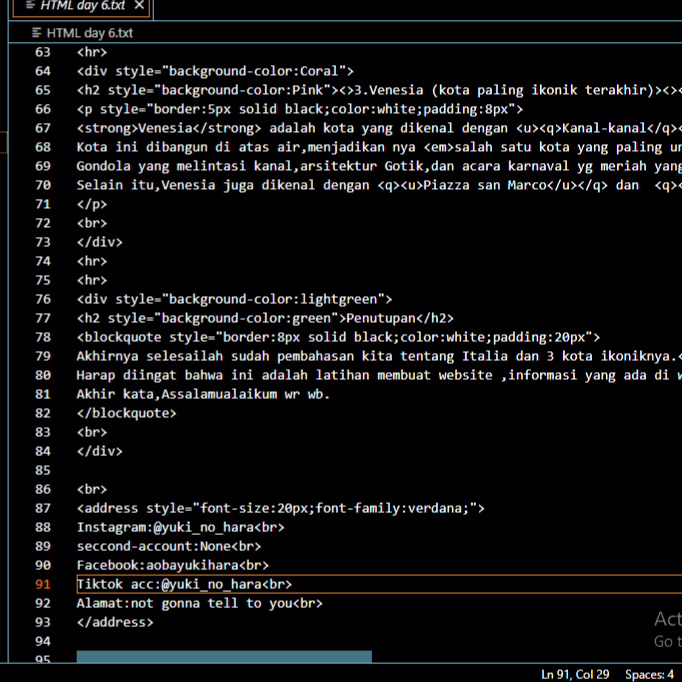 HTML day 6.txt
HTML day 6.txt
63 <hr>
64 <div style="background-color:Coral">
65 <h2 style="background-color:Pink"><>3.Venesia (kota paling ikonik terakhir)><><
66 <p style="border:5px solid black;color:white;padding:8px">
67 <strong>Venesia</strong> adalah kota yang dikenal dengan <u><q>Kanal-kanal</q><
68 Kota ini dibangun di atas air,menjadikan nya <em>salah satu kota yang paling
69 Gondola yang melintasi kanal,arsitektur Gotik,dan acara karnaval yg meriah yang
70 Selain itu,Venesia juga dikenal dengan <q><u>Piazza san Marco</u></q> dan <q><
71 </p>
72 <br>
73 </div>
74 <hr>
75 <hr>
76 <div style="background-color:lightgreen">
77 <h2 style="background-color:green">Penutupan</h2>
78 <blockquote style="border:8px solid black;color:white;padding:20px">
79 Akhirnya selesailah sudah pembahasan kita tentang Italia dan 3 kota ikoniknya.<
80 Harap diingat bahwa ini adalah latihan membuat website ,informasi yang ada di
81 Akhir kata,Assalamualaikum wr wb.
82 </blockquote>
83 <br>
84 </div>
85
86 <br>
87 <address style="font-size:20px;font-family:verdana;">
88 Instagram:@yuki_no_hara<br>
89 seccond-account:None<br>
90 Facebook:aobayukihara<br>
91 Tiktok acc:@yuki_no_hara<br>
92 Alamat:not gonna tell to you<br>
93 </address>
94
95
Act
Go t
Ln 91, Col 29 Spaces: 4